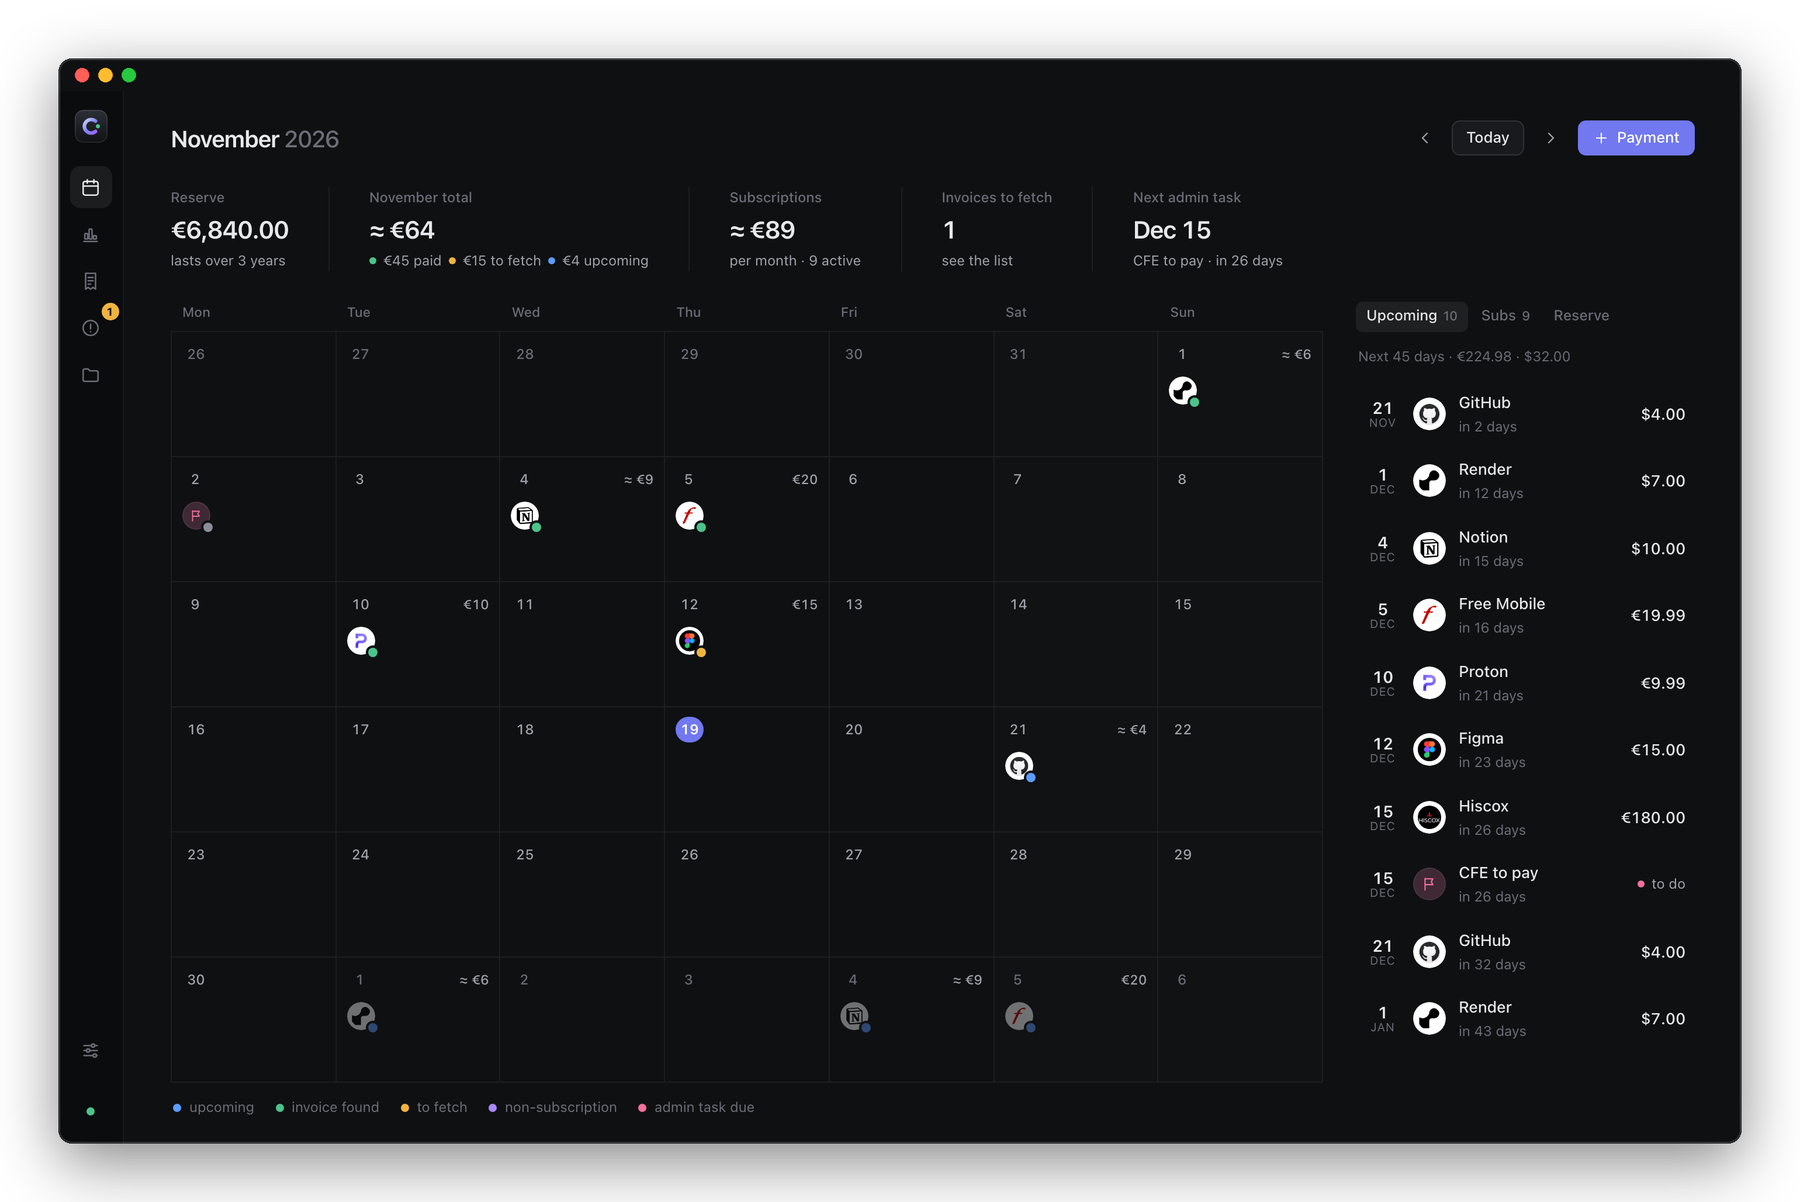 November 2026
Today
+ Payment
Reserve
€6,840.00
lasts over 3 years
November total
≈ €64
€45 paid €15 to fetch €4 upcoming
Subscriptions
≈ €89
per month · 9 active
Invoices to fetch
1
see the list
Next admin task
Dec 15
CFE to pay · in 26 days
1
Mon Tue Wed Thu Fri Sat Sun
26 27 28 29 30 31 1 ≈ €6
2 3 4 ≈ €9 5 €20 6 7 8
N f
9 10 €10 11 12 €15 13 14 15
16 17 18 19 20 21 ≈ €4 22
23 24 25 26 27 28 29
30 1 ≈ €6 2 3 4 ≈ €9 5 €20 6
N f
upcoming invoice found to fetch non-subscription admin task due
Upcoming 10 Subs 9 Reserve
Next 45 days · €224.98 · $32.00
21 NOV
GitHub
in 2 days
$4.00
1 DEC
Render
in 12 days
$7.00
4 DEC
N
Notion
in 15 days
$10.00
5 DEC
f
Free Mobile
in 16 days
€19.99
10 DEC
Proton
in 21 days
€9.99
12 DEC
Figma
in 23 days
€15.00
15 DEC
HISCOX
Hiscox
in 26 days
€180.00
15 DEC
CFE to pay
in 26 days
to do
21 DEC
GitHub
in 32 days
$4.00
1 JAN
Render
in 43 days
$7.00